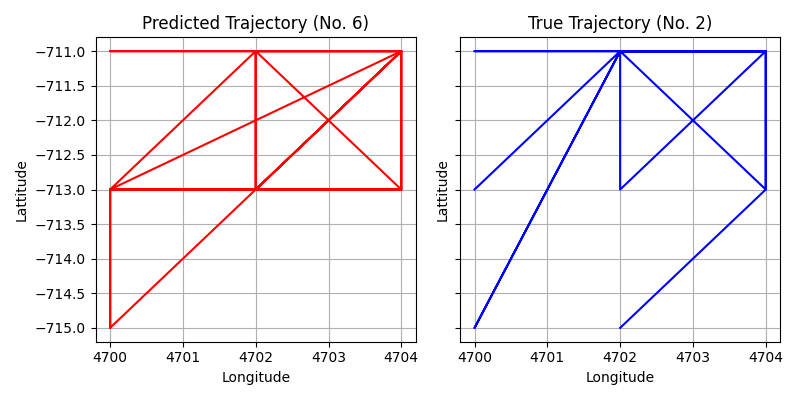 Predicted Trajectory (No. 6)
True Trajectory (No. 2)
−711.0
−711.5
−712.0
−712.5
−713.0
−713.5
−714.0
−714.5
−715.0
Lattitude
Lattitude
4700 4701 4702 4703 4704
4700 4701 4702 4703 4704
Longitude
Longitude